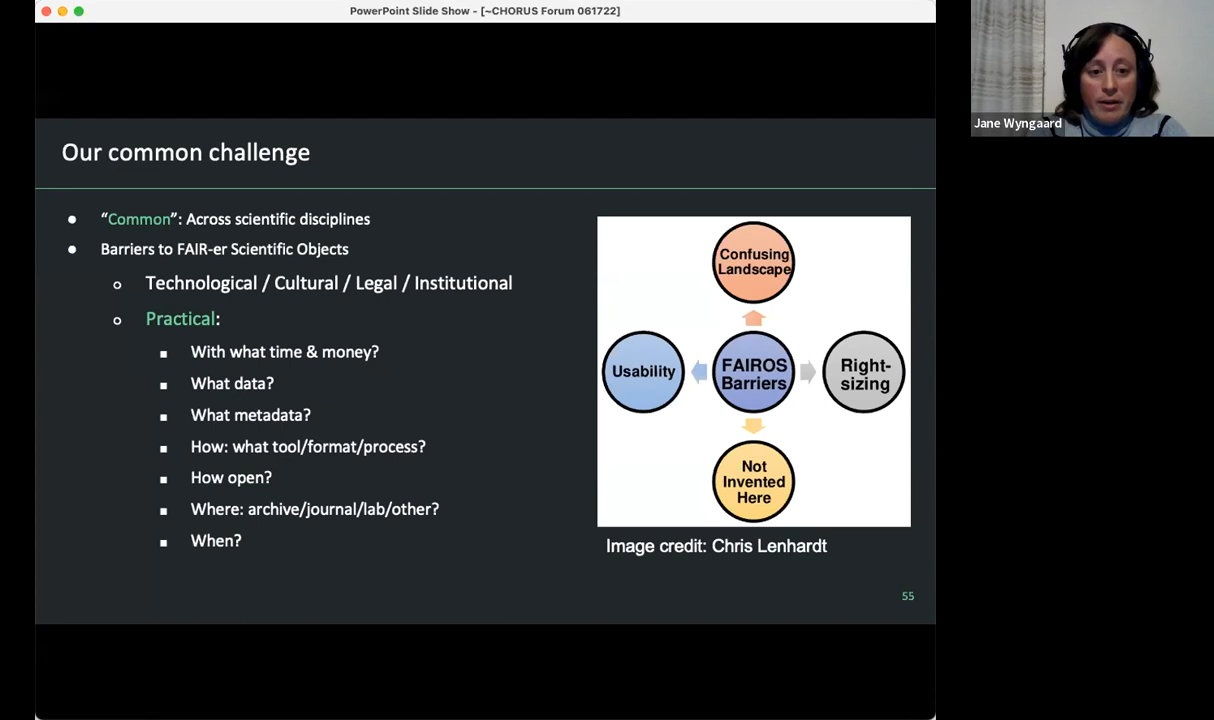 PowerPoint Slide Show - [~CHORUS Forum 061722]
Jane Wyngaard
Our common challenge
● “Common”: Across scientific disciplines
● Barriers to FAIR-er Scientific Objects
○ Technological / Cultural / Legal / Institutional
○ Practical:
■ With what time & money?
■ What data?
■ What metadata?
■ How: what tool/format/process?
■ How open?
■ Where: archive/journal/lab/other?
■ When?
Confusing
Landscape
Usability
FAIROS
Barriers
Right-
sizing
Not
Invented
Here
Image credit: Chris Lenhardt
55